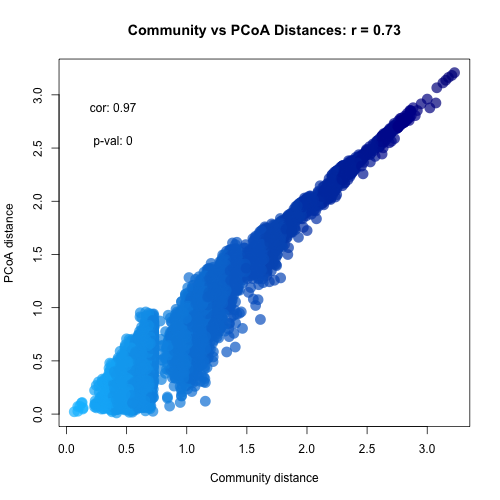 Community vs PCoA Distances: r = 0.73
cor: 0.97
p-val: 0
PCoA distance
0.0
0.5
1.0
1.5
2.0
2.5
3.0
0.0 0.5 1.0 1.5 2.0 2.5 3.0
Community distance